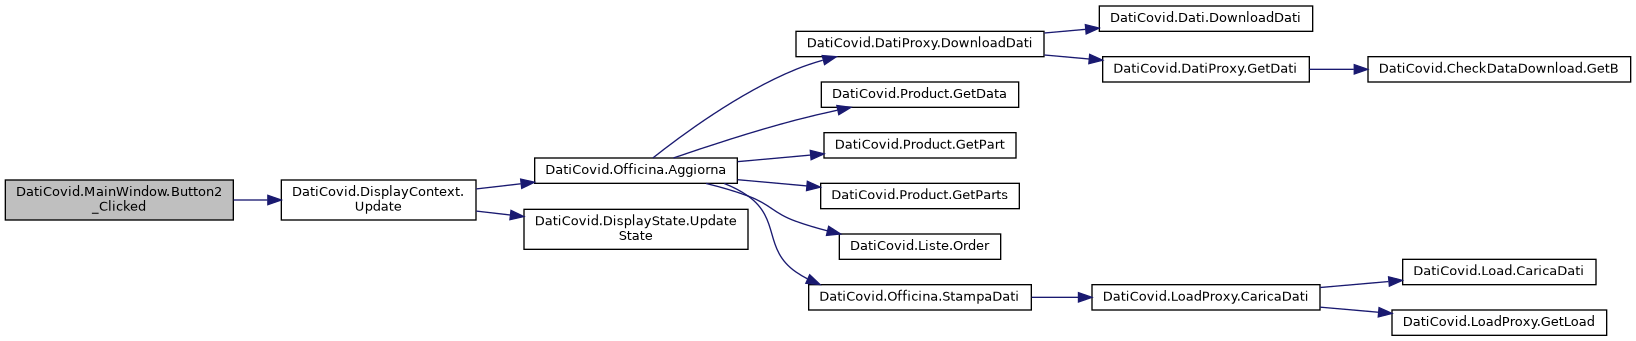 DatiCovid.MainWindow.Button2
_Clicked
DatiCovid.DisplayContext.
Update
DatiCovid.Officina.Aggiorna
DatiCovid.DisplayState.Update
State
DatiCovid.DatiProxy.DownloadDati
DatiCovid.Product.GetData
DatiCovid.Product.GetPart
DatiCovid.Product.GetParts
DatiCovid.Liste.Order
DatiCovid.Officina.StampaDati
DatiCovid.Dati.DownloadDati
DatiCovid.DatiProxy.GetDati
DatiCovid.CheckDataDownload.GetB
DatiCovid.LoadProxy.CaricaDati
DatiCovid.Load.CaricaDati
DatiCovid.LoadProxy.GetLoad